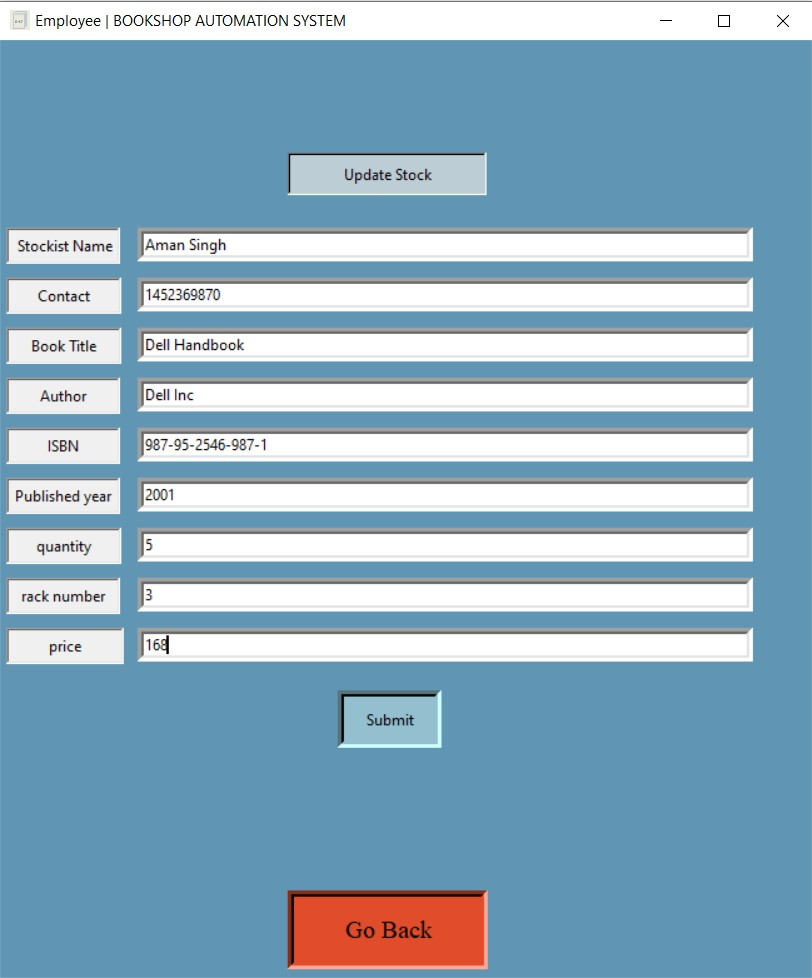 Employee | BOOKSHOP AUTOMATION SYSTEM
Update Stock
Stockist Name Aman Singh
Contact 1452369870
Book Title Dell Handbook
Author Dell Inc
ISBN 987-95-2546-987-1
Published year 2001
quantity 5
rack number 3
price 168
Submit
Go Back